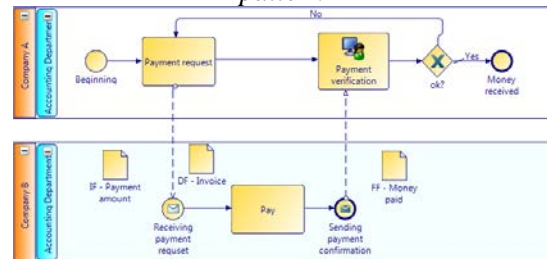 No
Company A
Accounting Department
Beginning
Payment request
Payment
verification
ok?
Yes
Money
received
Company B
Accounting Department
IF - Payment
amount
DF - Invoice
FF - Money
paid
Receiving
payment
requset
Pay
Sending
payment
confirmation